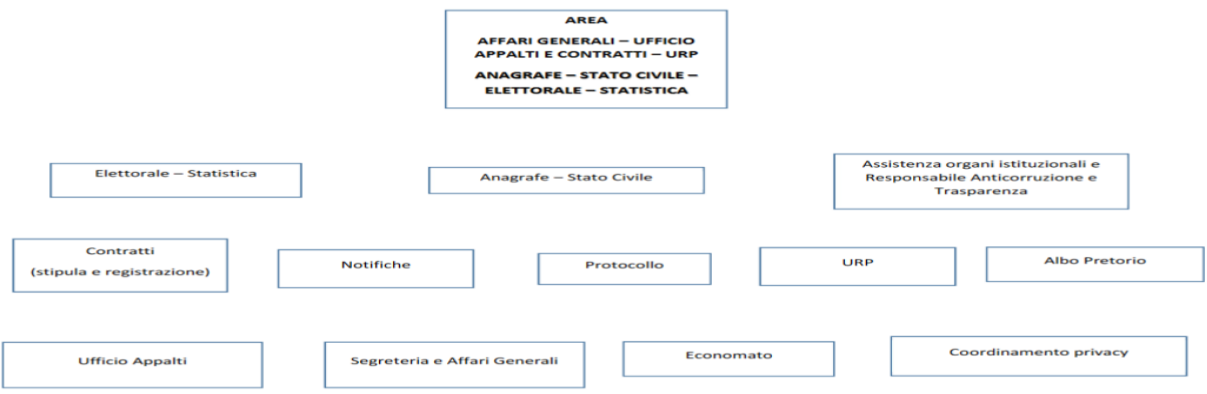 AREA
AFFARI GENERALI – UFFICIO
APPALTI E CONTRATTI – URP
ANAGRAFE – STATO CIVILE –
ELETTORALE – STATISTICA
Elettorale – Statistica
Anagrafe – Stato Civile
Assistenza organi istituzionali e
Responsabile Anticorruzione e
Trasparenza
Contratti
(stipula e registrazione)
Notifiche
Protocollo
URP
Albo Pretorio
Ufficio Appalti
Segreteria e Affari Generali
Economato
Coordinamento privacy